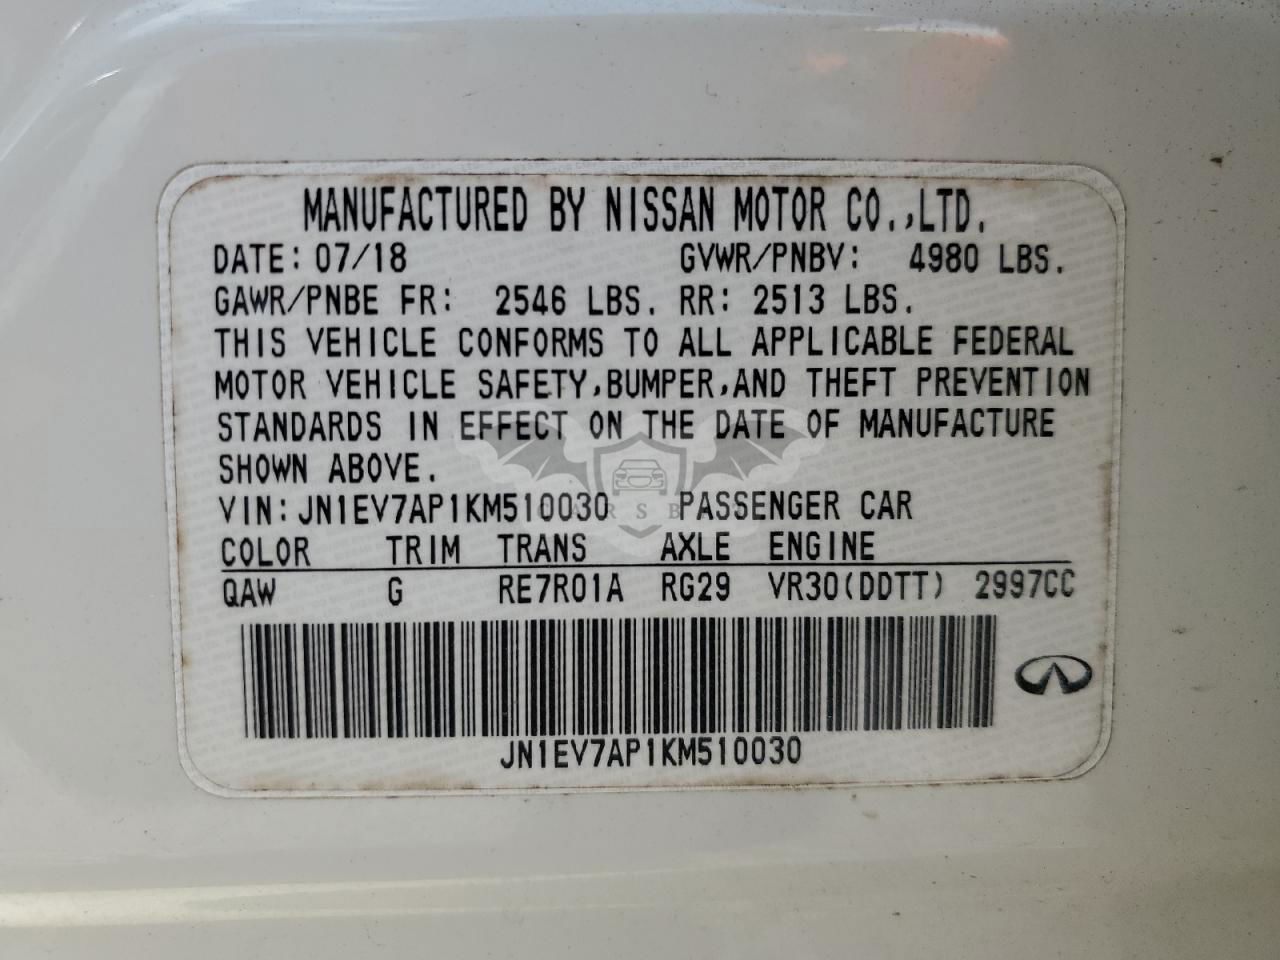 MANUFACTURED BY NISSAN MOTOR CO.,LTD.
DATE: 07/18 GVWR/PNBV: 4980 LBS.
GAWR/PNBE FR: 2546 LBS. RR: 2513 LBS.
THIS VEHICLE CONFORMS TO ALL APPLICABLE FEDERAL
MOTOR VEHICLE SAFETY,BUMPER,AND THEFT PREVENTION
STANDARDS IN EFFECT ON THE DATE OF MANUFACTURE
SHOWN ABOVE.
VIN: JN1EV7AP1KM510030 PASSENGER CAR
COLOR TRIM TRANS AXLE ENGINE
QAW G RE7R01A RG29 VR30(DDTT) 2997CC
JN1EV7AP1KM510030